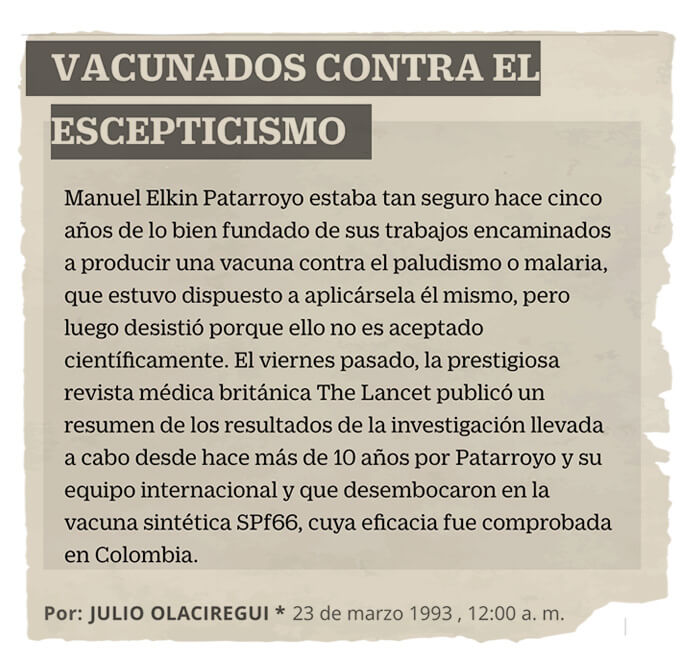 VACUNADOS CONTRA EL
ESCEPTICISMO
Manuel Elkin Patarroyo estaba tan seguro hace cinco
años de lo bien fundado de sus trabajos encaminados
a producir una vacuna contra el paludismo o malaria,
que estuvo dispuesto a aplicársela él mismo, pero
luego desistió porque ello no es aceptado
científicamente. El viernes pasado, la prestigiosa
revista médica británica The Lancet publicó un
resumen de los resultados de la investigación llevada
a cabo desde hace más de 10 años por Patarroyo y su
equipo internacional y que desembocaron en la
vacuna sintética SPf66, cuya eficacia fue comprobada
en Colombia.
Por: JULIO OLACIREGUI * 23 de marzo 1993 , 12:00 a. m.